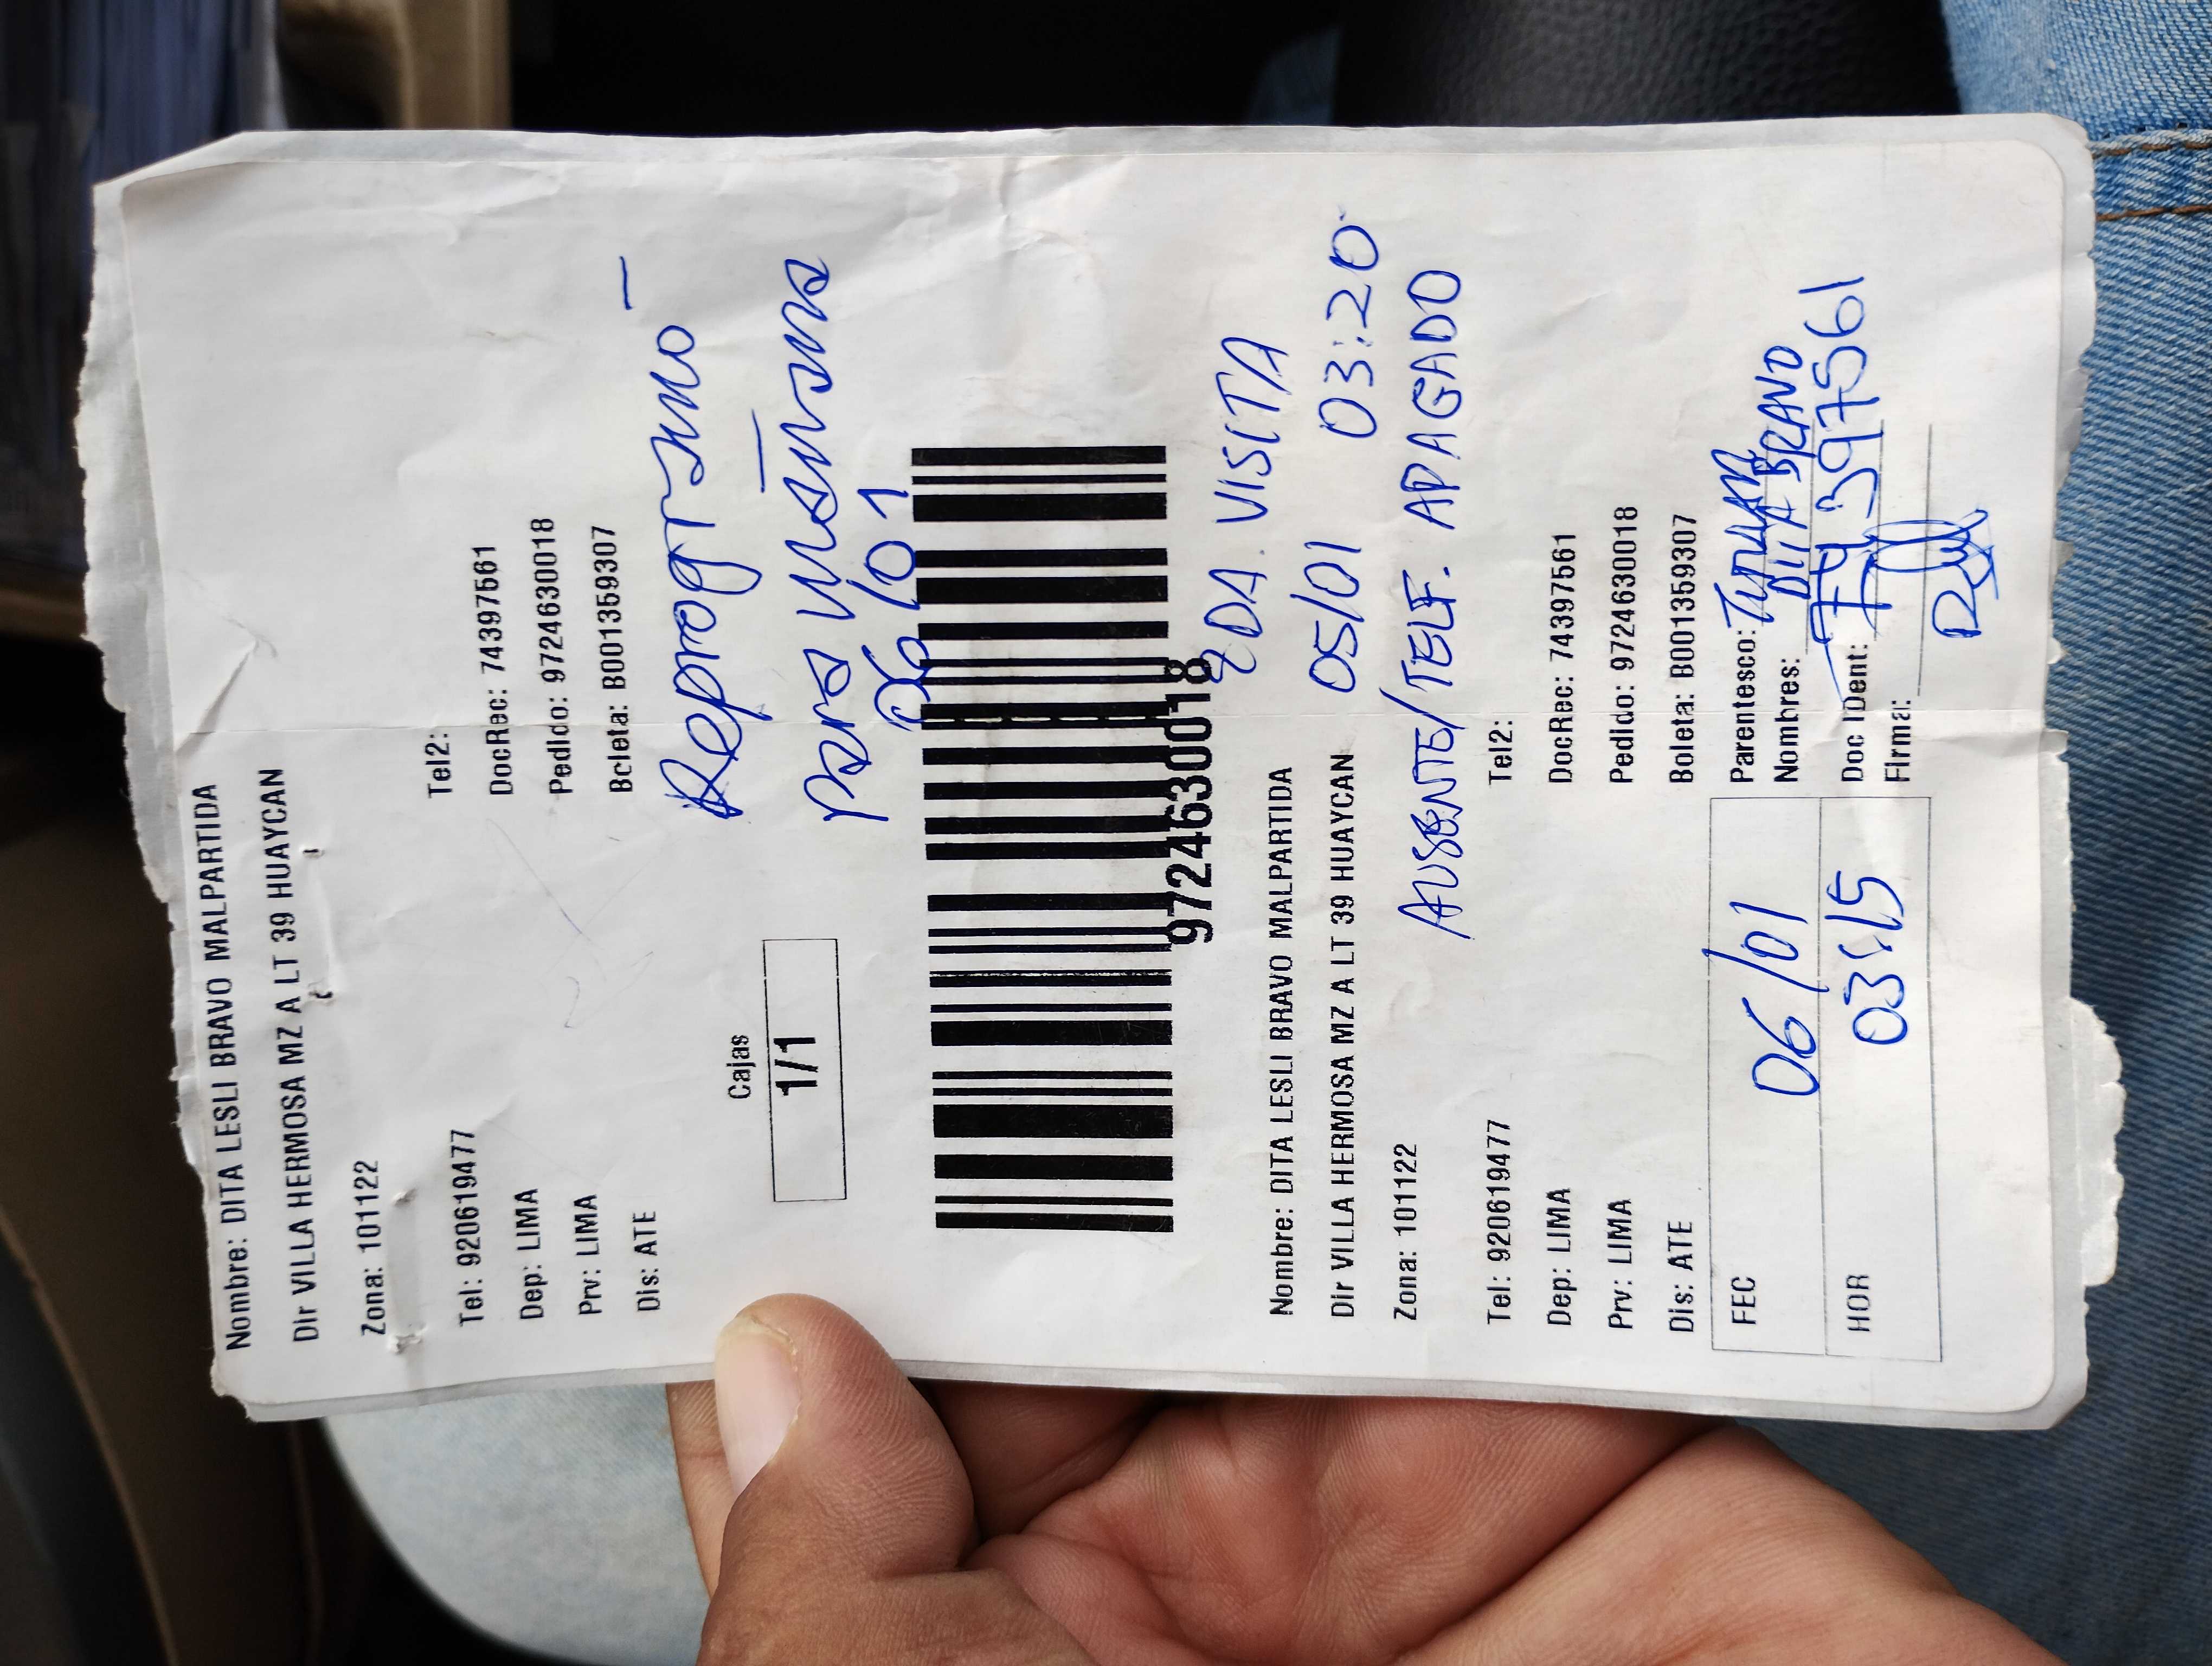 Nombre: DITA LESLI BRAVO MALPARTIDA
Dir VILLA HERMOSA MZ A LT 39 HUAYCAN
Zona: 101122
Tel: 920619477 Tel2:
Dep: LIMA DocRec: 74397561
Prv: LIMA Pedido: 97246300018
Dis: ATE Boleta: B001359307
Reprogramo
Cajas
para mañana
1/1
06/01
97246300018
2DA. VISITA
Nombre: DITA LESLI BRAVO MALPARTIDA
05/01 03:20
Dir VILLA HERMOSA MZ A LT 39 HUAYCAN
AUSENTE/TELF. APAGADO
Zona: 101122
Tel: 920619477 Tel2:
Dep: LIMA DocRec: 74397561
Prv: LIMA Pedido: 97246300018
Dis: ATE Boleta: B001359307
FEC 06/01 Parentesco: TITULAR
Nombres: DITA BRAVO
HOR 03:15 Doc Ident: 74397561
Firma: